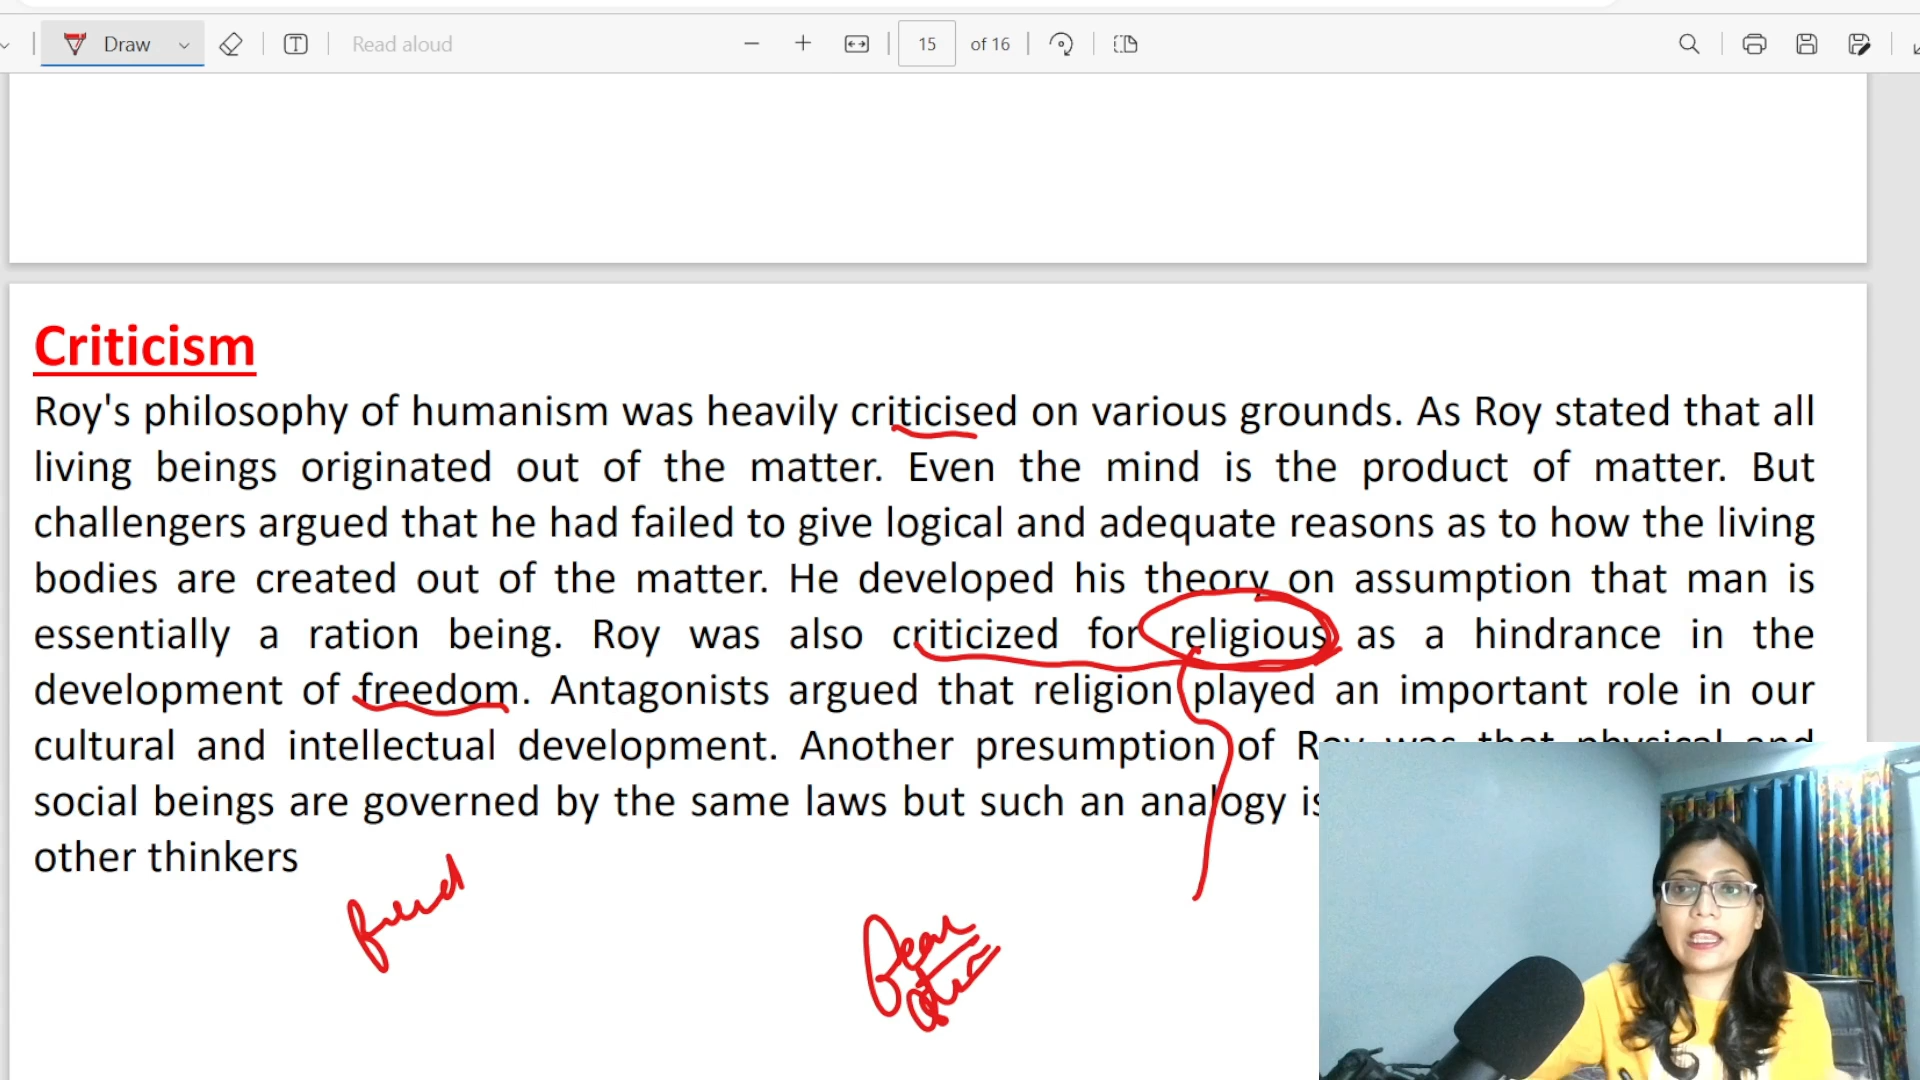 Draw
Read aloud
15 of 16
Criticism
Roy's philosophy of humanism was heavily criticised on various grounds. As Roy stated that all
living beings originated out of the matter. Even the mind is the product of matter. But
challengers argued that he had failed to give logical and adequate reasons as to how the living
bodies are created out of the matter. He developed his theory on assumption that man is
essentially a ration being. Roy was also criticized for religious as a hindrance in the
development of freedom. Antagonists argued that religion played an important role in our
cultural and intellectual development. Another presumption of Roy was that physical and
social beings are governed by the same laws but such an analogy is
other thinkers